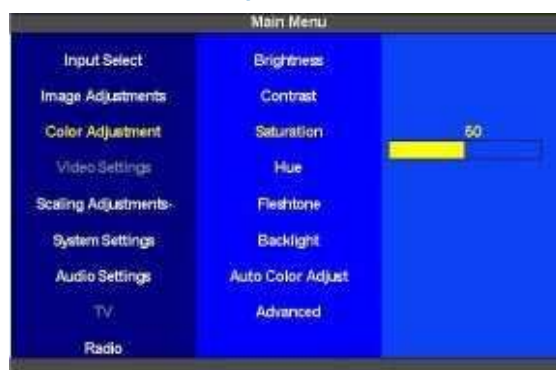 Main Menu
Input Select
Image Adjustments
Color Adjustment
Video Settings
Scaling Adjustments-
System Settings
Audio Settings
TV
Radio
Brightness
Contrast
Saturation
Hue
Fleshtone
Backlight
Auto Color Adjust
Advanced
50